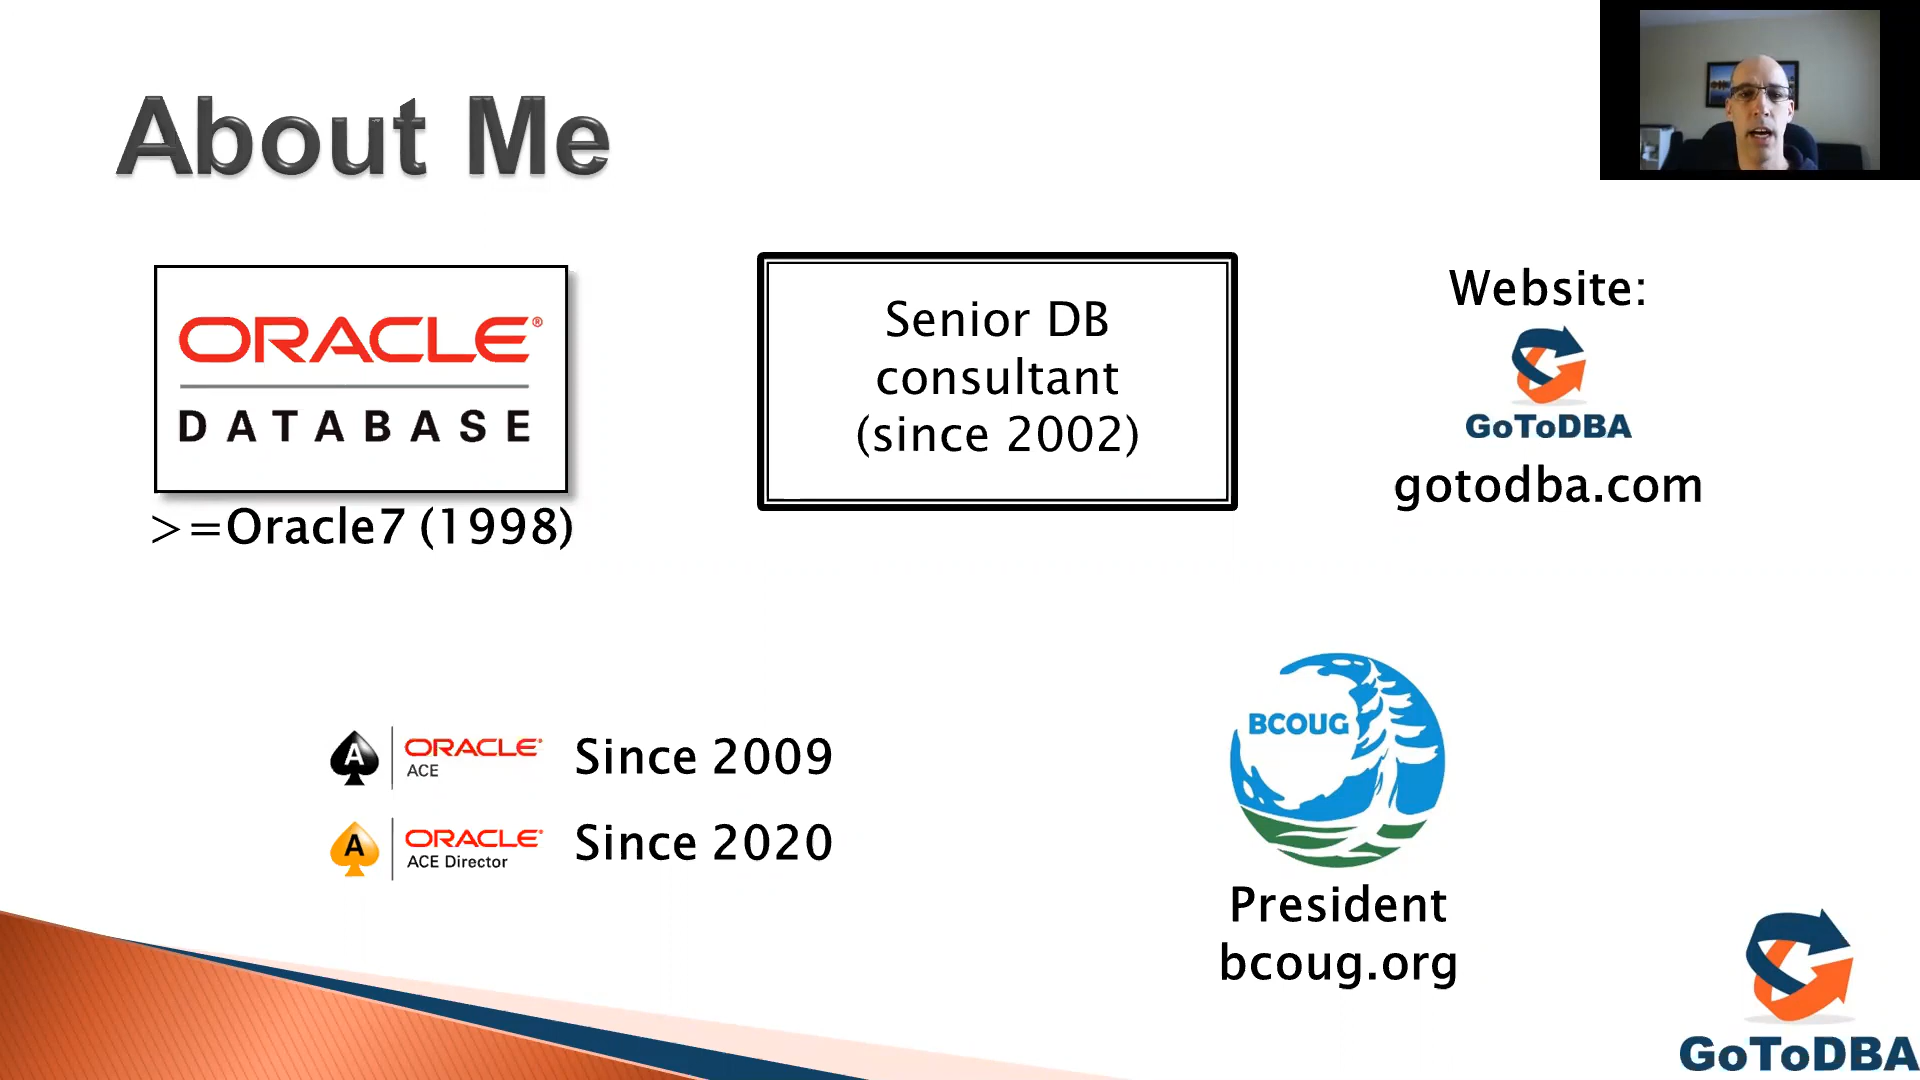 About Me
ORACLE®
DATABASE
>=Oracle7 (1998)
Senior DB
consultant
(since 2002)
Website:
GoToDBA
gotodba.com
A ORACLE® Since 2009
ACE
A ORACLE® Since 2020
ACE Director
BCOUG
President
bcoug.org
GoToDBA